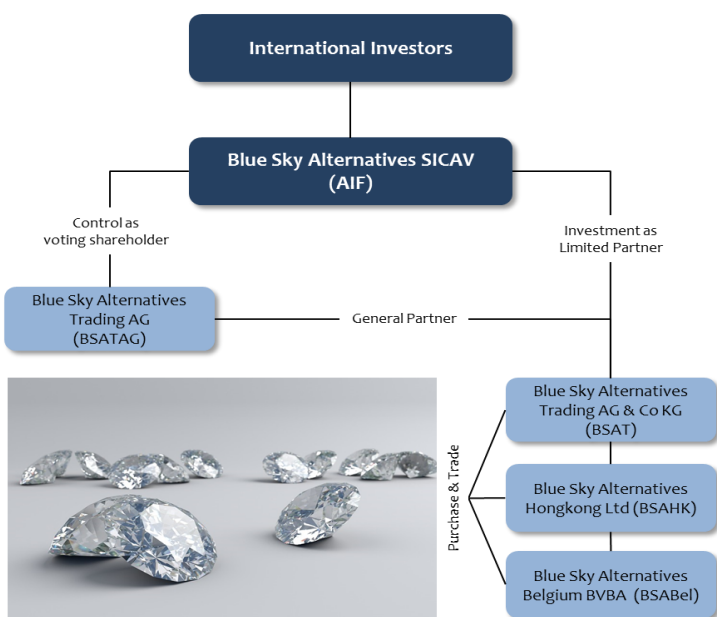 International Investors
Blue Sky Alternatives SICAV
(AIF)
Control as
voting shareholder
Investment as
Limited Partner
Blue Sky Alternatives
Trading AG
(BSATAG)
General Partner
Blue Sky Alternatives
Trading AG & Co KG
(BSAT)
Purchase & Trade
Blue Sky Alternatives
Hongkong Ltd (BSAHK)
Blue Sky Alternatives
Belgium BVBA (BSABel)